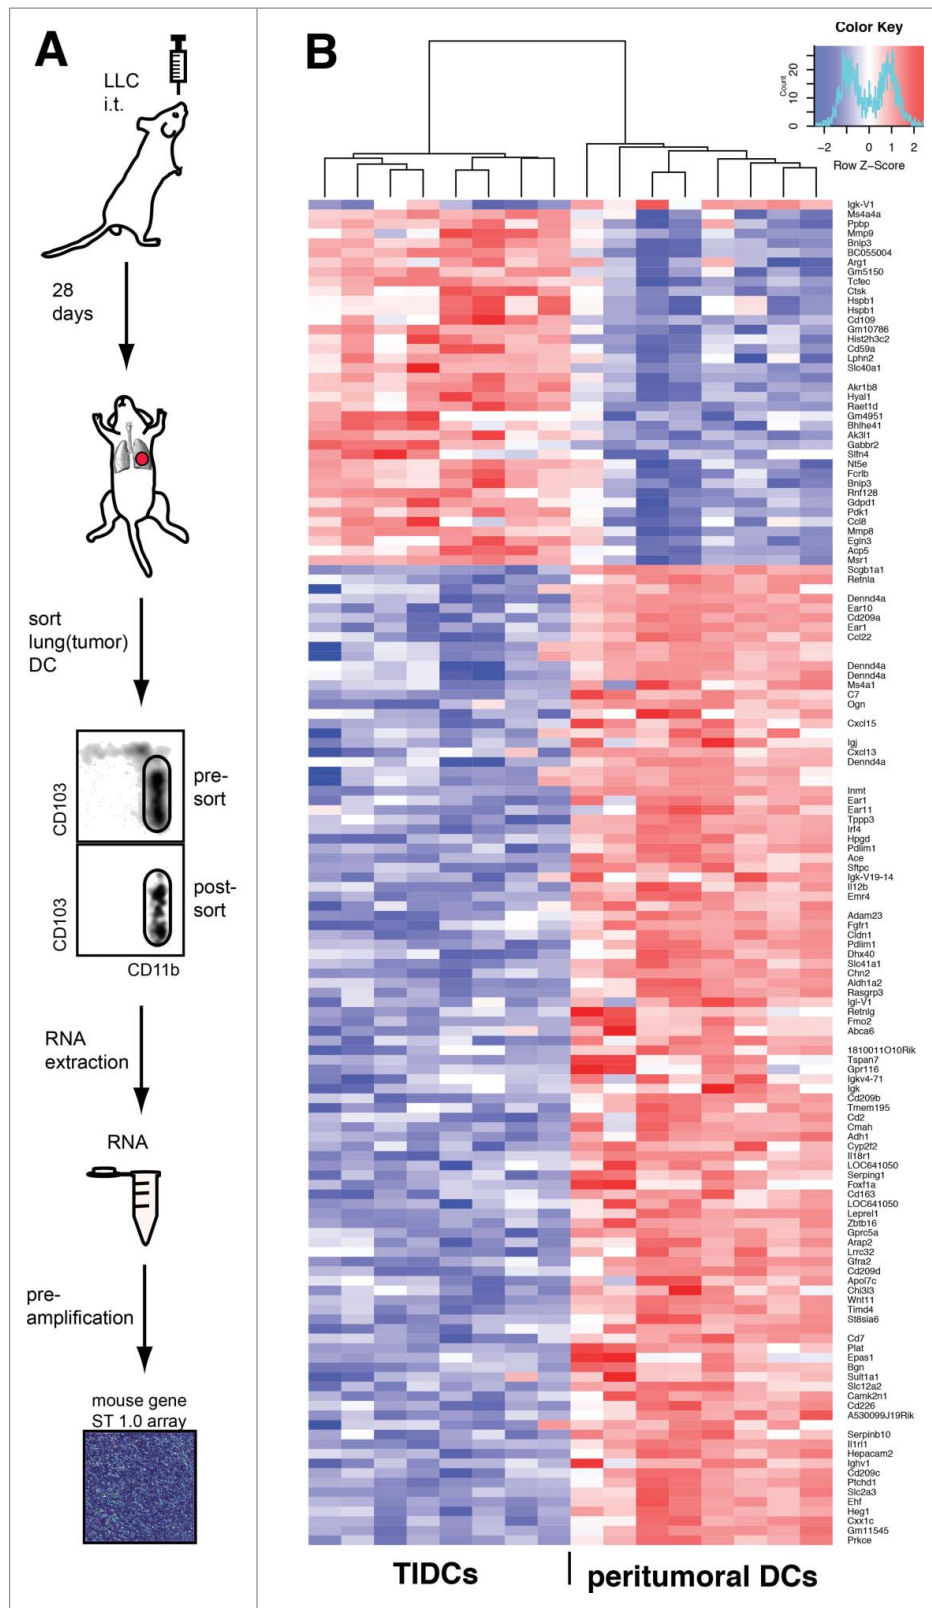 A
LLC
i.t.
28
days
sort
lung(tumor)
DC
CD103
pre-
sort
CD103
post-
sort
CD11b
RNA
extraction
RNA
pre-
amplification
mouse gene
ST 1.0 array
B
Color Key
Count
0 10 20
−2 −1 0 1 2
Row Z−Score
Igk-V1
Ms4a4a
Ppbp
Mmp9
Bnip3
BC055004
Arg1
Gm5150
Tcfec
Ctsk
Hspb1
Hspb1
Cd109
Gm10786
Hist2h3c2
Cd59a
Lphn2
Slc40a1
Akr1b8
Hyal1
Raet1d
Gm4951
Bhlhe41
Ak3l1
Gabbr2
Slfn4
Nt5e
Fcrlb
Bnip3
Rnf128
Gdpd1
Pdk1
Ccl8
Mmp8
Egln3
Acp5
Msr1
Scgb1a1
Retnla
Dennd4a
Ear10
Cd209a
Ear1
Ccl22
Dennd4a
Dennd4a
Ms4a1
C7
Ogn
Cxcl15
Igj
Cxcl13
Dennd4a
Inmt
Ear1
Ear11
Tppp3
Irf4
Hpgd
Pdlim1
Ace
Sftpc
Igk-V19-14
Il12b
Emr4
Adam23
Fgfr1
Cldn1
Pdlim1
Dhx40
Slc41a1
Chn2
Aldh1a2
Rasgrp3
Igl-V1
Retnlg
Fmo2
Abca6
1810011O10Rik
Tspan7
Gpr116
Igkv4-71
Igk
Cd209b
Tmem195
Cd2
Cmah
Adh1
Cyp2f2
Il18r1
LOC641050
Serping1
Foxf1a
Cd163
LOC641050
Leprel1
Zbtb16
Gprc5a
Arap2
Lrrc32
Gfra2
Cd209d
Apol7c
Chi3l3
Wnt11
Timd4
St8sia6
Cd7
Plat
Epas1
Bgn
Sult1a1
Slc12a2
Camk2n1
Cd226
A530099J19Rik
Serpinb10
Il1rl1
Hepacam2
Ighv1
Cd209c
Ptchd1
Slc2a3
Ehf
Heg1
Cxx1c
Gm11545
Prkce
TIDCs | peritumoral DCs